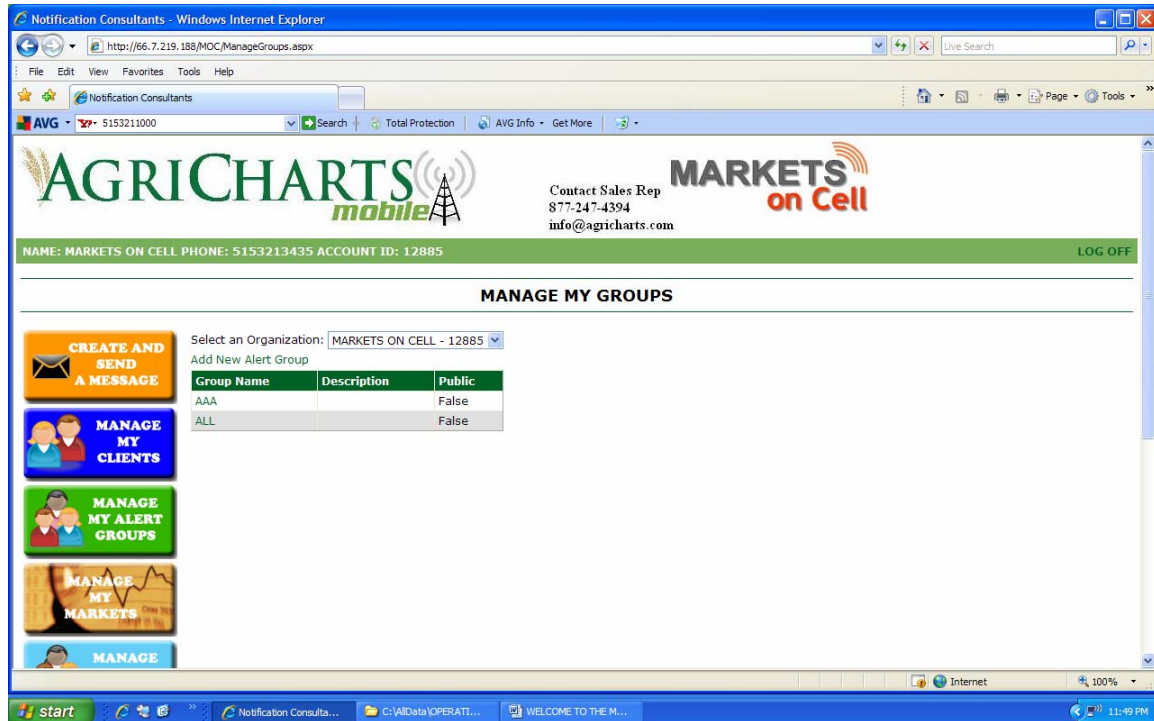 Notification Consultants - Windows Internet Explorer
http://66.7.219.188/MOC/ManageGroups.aspx
Live Search
File Edit View Favorites Tools Help
Notification Consultants
Page Tools
AVG 5153211000 Search Total Protection AVG Info Get More
AGRICHARTS
mobile
Contact Sales Rep
877-247-4394
info@agricharts.com
MARKETS
on Cell
NAME: MARKETS ON CELL PHONE: 5153213435 ACCOUNT ID: 12885 LOG OFF
MANAGE MY GROUPS
CREATE AND
SEND
A MESSAGE
MANAGE
MY
CLIENTS
MANAGE
MY ALERT
GROUPS
MANAGE
MY
MARKETS
MANAGE
Select an Organization: MARKETS ON CELL - 12885
Add New Alert Group
Group Name Description Public
AAA False
ALL False
Internet 100%
start Notification Consulta... C:\AllData\OPERATI... WELCOME TO THE M... 11:49 PM